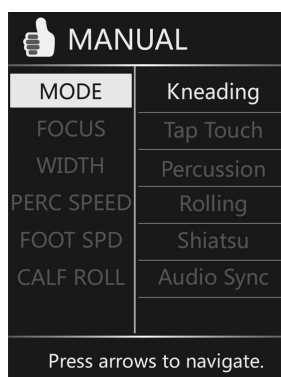 MANUAL
MODE Kneading
FOCUS Tap Touch
WIDTH Percussion
PERC SPEED Rolling
FOOT SPD Shiatsu
CALF ROLL Audio Sync
Press arrows to navigate.